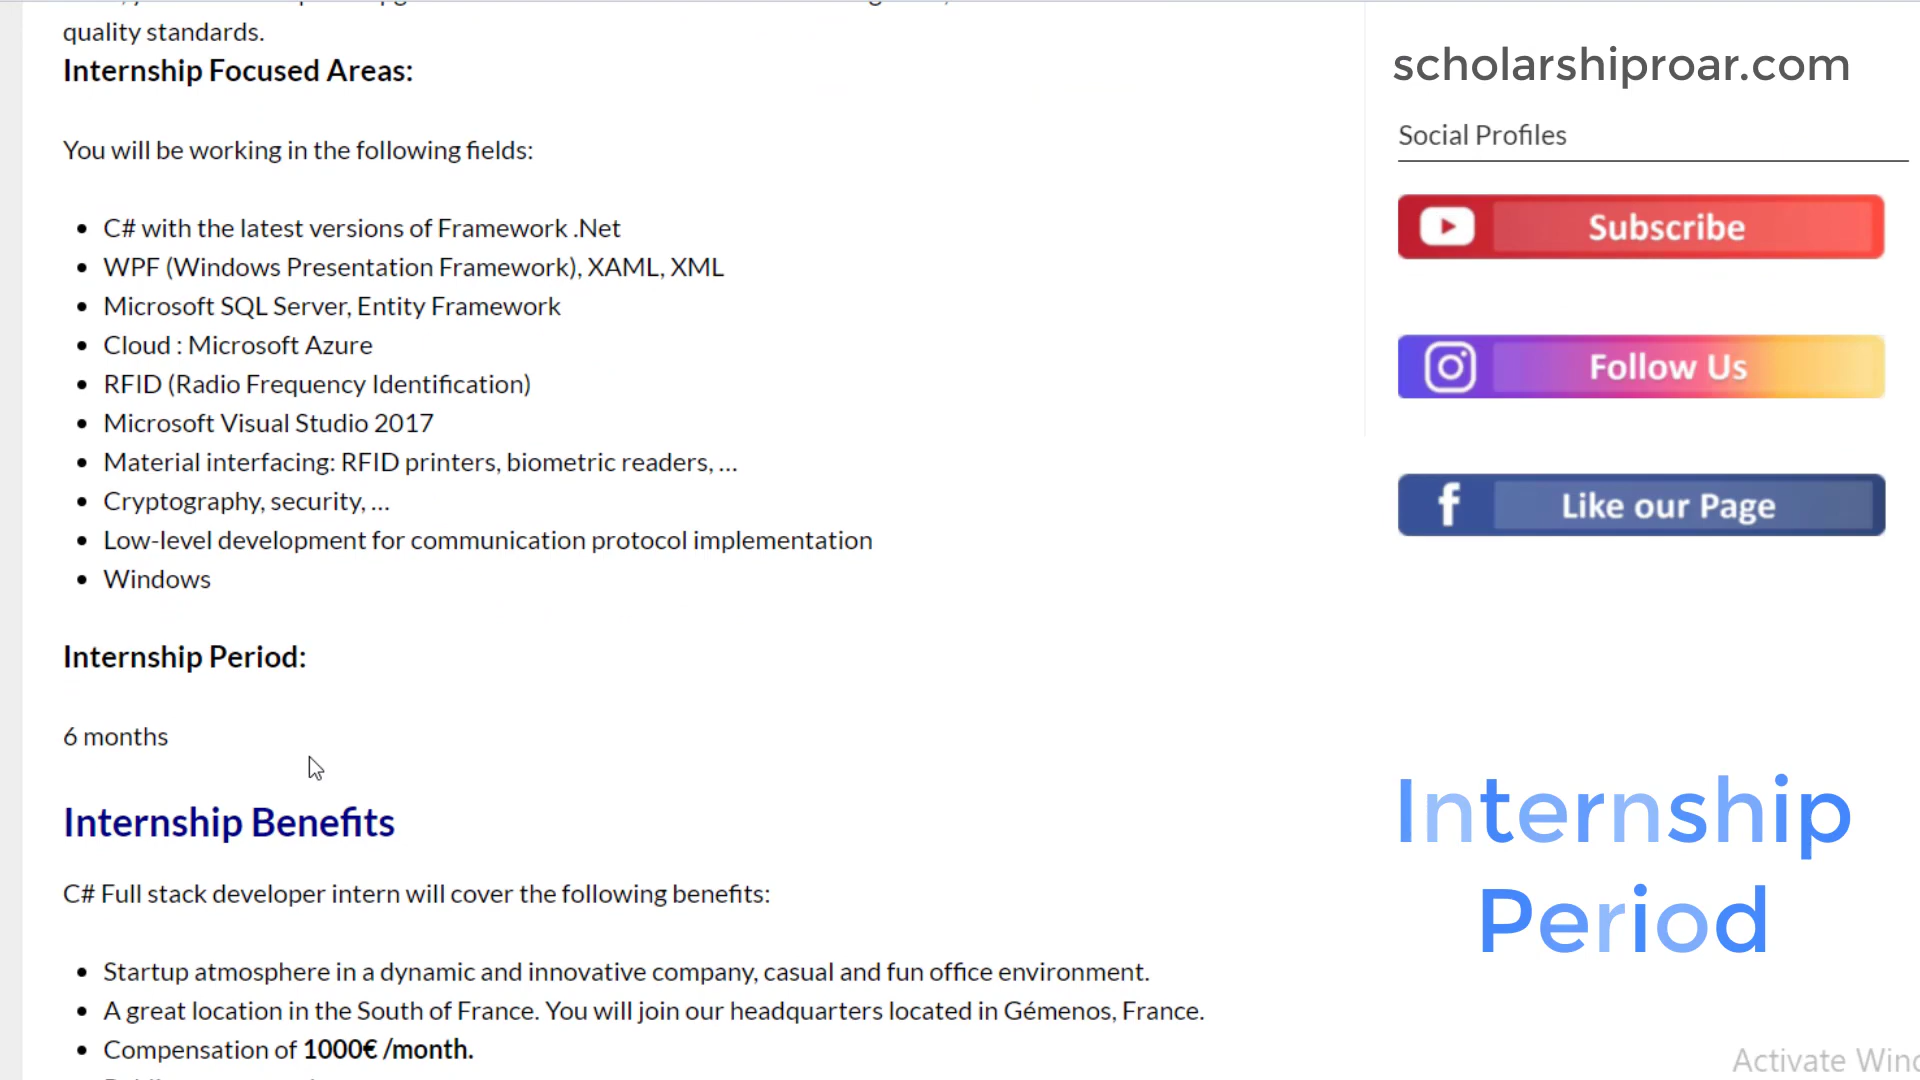 quality standards.
Internship Focused Areas:
You will be working in the following fields:
C# with the latest versions of Framework .Net
WPF (Windows Presentation Framework), XAML, XML
Microsoft SQL Server, Entity Framework
Cloud : Microsoft Azure
RFID (Radio Frequency Identification)
Microsoft Visual Studio 2017
Material interfacing: RFID printers, biometric readers, …
Cryptography, security, …
Low-level development for communication protocol implementation
Windows
Internship Period:
6 months
Internship Benefits
C# Full stack developer intern will cover the following benefits:
Startup atmosphere in a dynamic and innovative company, casual and fun office environment.
A great location in the South of France. You will join our headquarters located in Gémenos, France.
Compensation of 1000€ /month.
scholarshiproar.com
Social Profiles
Subscribe
Follow Us
Like our Page
Internship
Period
Activate Winc